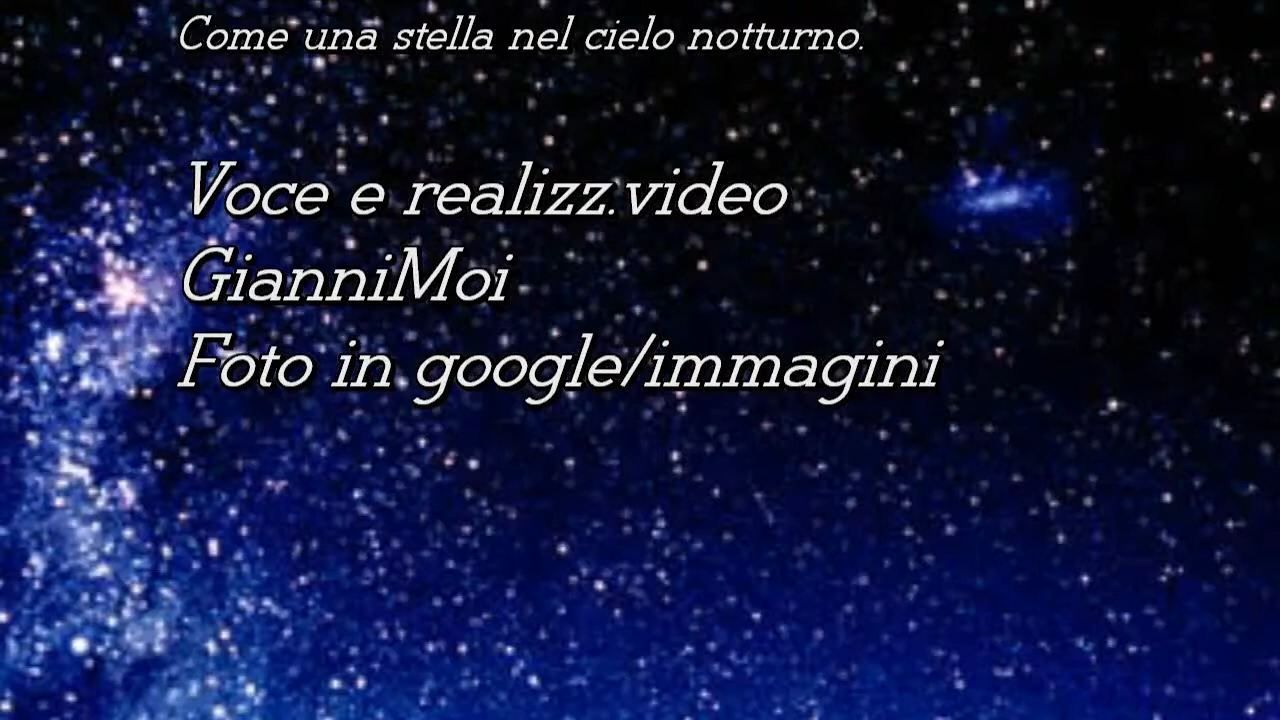 Come una stella nel cielo notturno.
Voce e realizz.video
GianniMoi
Foto in google/immagini